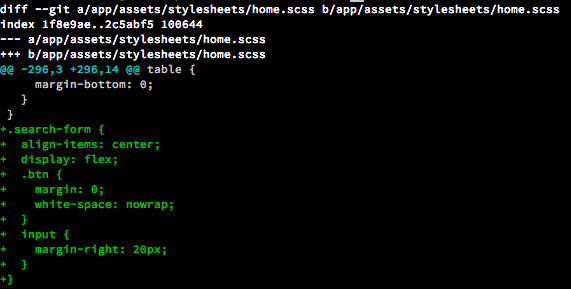 diff --git a/app/assets/stylesheets/home.scss b/app/assets/stylesheets/home.scss
index 1f8e9ae..2c5abf5 100644
--- a/app/assets/stylesheets/home.scss
+++ b/app/assets/stylesheets/home.scss
@@ -296,3 +296,14 @@ table {
       margin-bottom: 0;
     }
   }
+.search-form {
+  align-items: center;
+  display: flex;
+  .btn {
+    margin: 0;
+    white-space: nowrap;
+  }
+  input {
+    margin-right: 20px;
+  }
+}